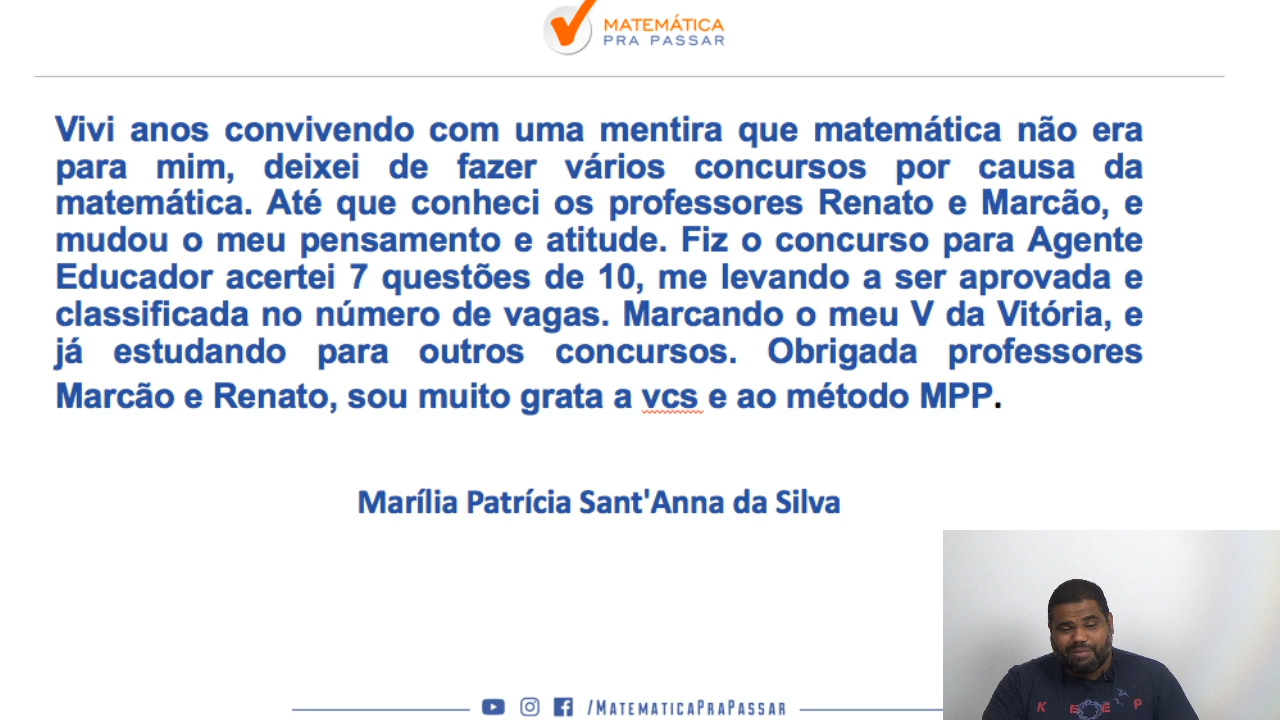 MATEMÁTICA
PRA PASSAR
Vivi anos convivendo com uma mentira que matemática não era
para mim, deixei de fazer vários concursos por causa da
matemática. Até que conheci os professores Renato e Marcão, e
mudou o meu pensamento e atitude. Fiz o concurso para Agente
Educador acertei 7 questões de 10, me levando a ser aprovada e
classificada no número de vagas. Marcando o meu V da Vitória, e
já estudando para outros concursos. Obrigada professores
Marcão e Renato, sou muito grata a vcs e ao método MPP.
Marília Patrícia Sant'Anna da Silva
K E E P
/MATEMATICAPRAPASSAR